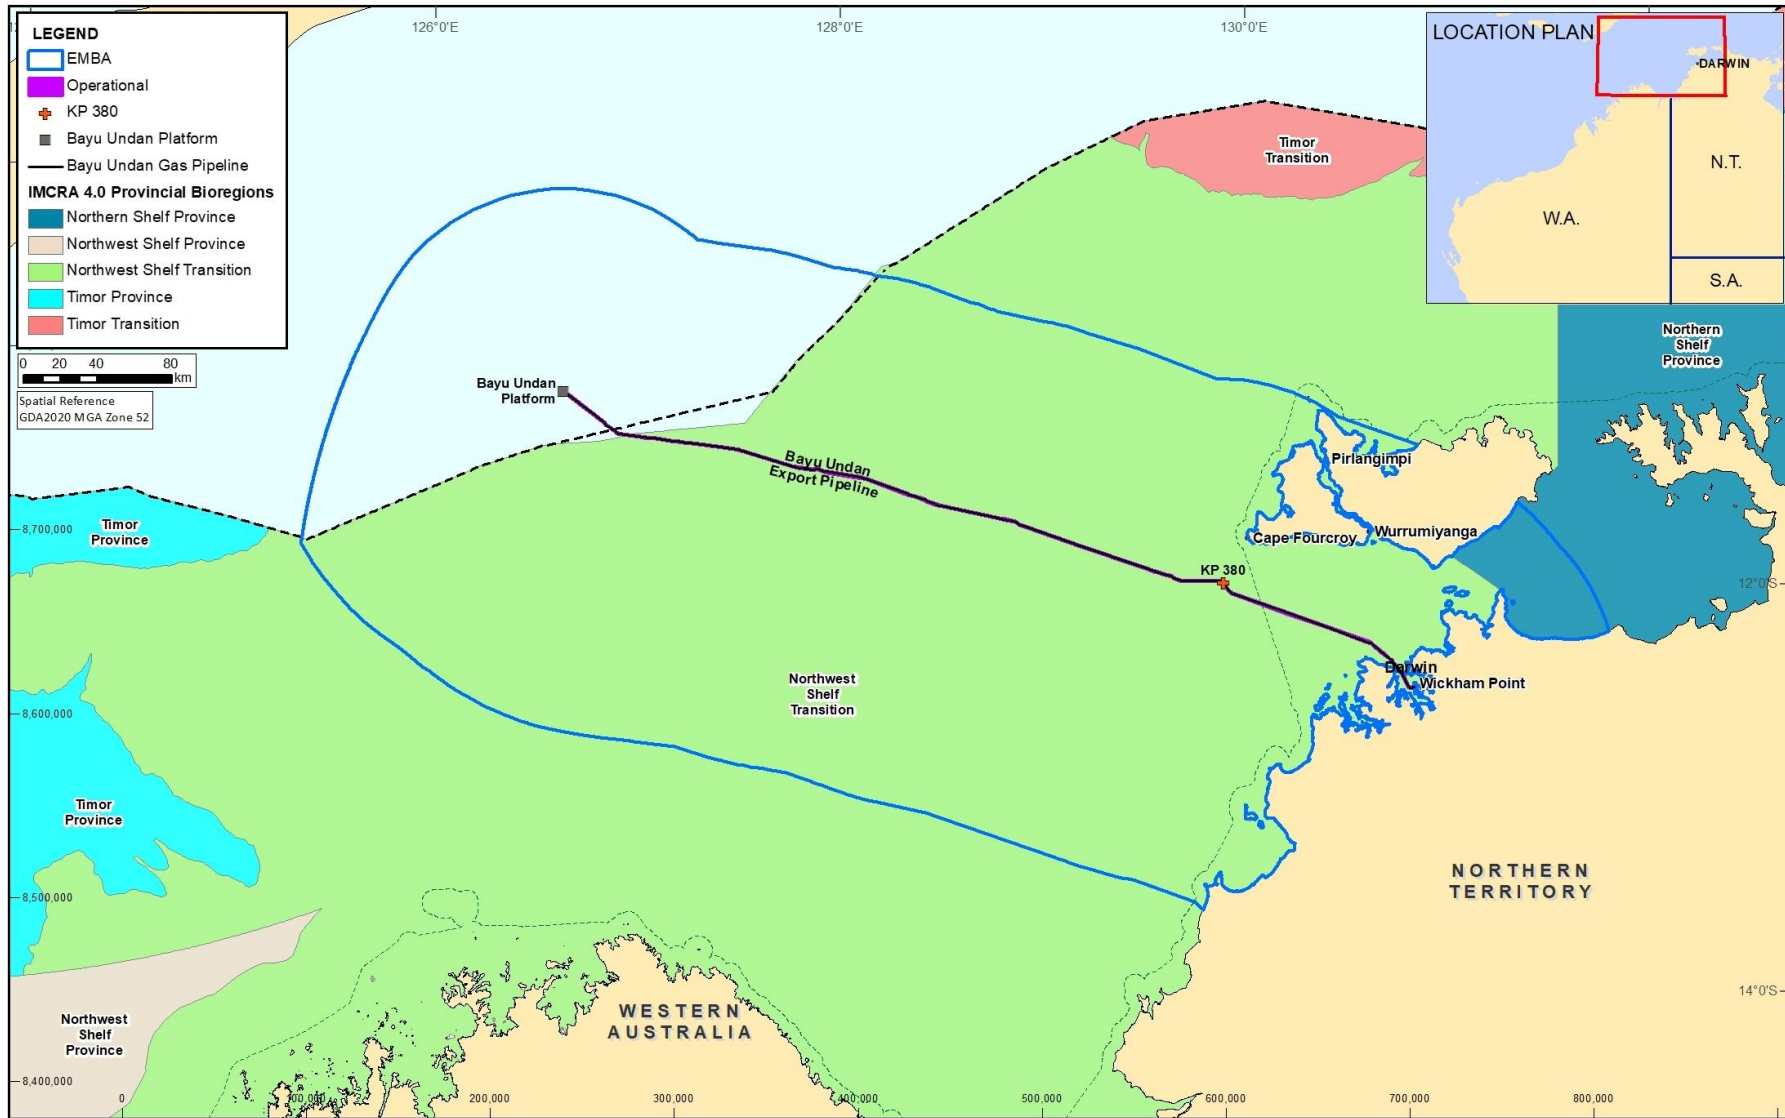 126°0'E
128°0'E
130°0'E
LEGEND
EMBA
Operational
KP 380
Bayu Undan Platform
Bayu Undan Gas Pipeline
IMCRA 4.0 Provincial Bioregions
Northern Shelf Province
Northwest Shelf Province
Northwest Shelf Transition
Timor Province
Timor Transition
0 20 40 80
km
Spatial Reference
GDA2020 MGA Zone 52
LOCATION PLAN
DARWIN
N.T.
W.A.
S.A.
Timor
Transition
Northern
Shelf
Province
Bayu Undan
Platform
Bayu Undan
Export Pipeline
Pirlangimpi
Wurrumiyanga
Cape Fourcroy
KP 380
12°0'S
8,700,000
Timor
Province
Darwin
Wickham Point
Northwest
Shelf
Transition
8,600,000
Timor
Province
NORTHERN
TERRITORY
8,500,000
14°0'S
WESTERN
AUSTRALIA
Northwest
Shelf
Province
8,400,000
0 100,000 200,000 300,000 400,000 500,000 600,000 700,000 800,000